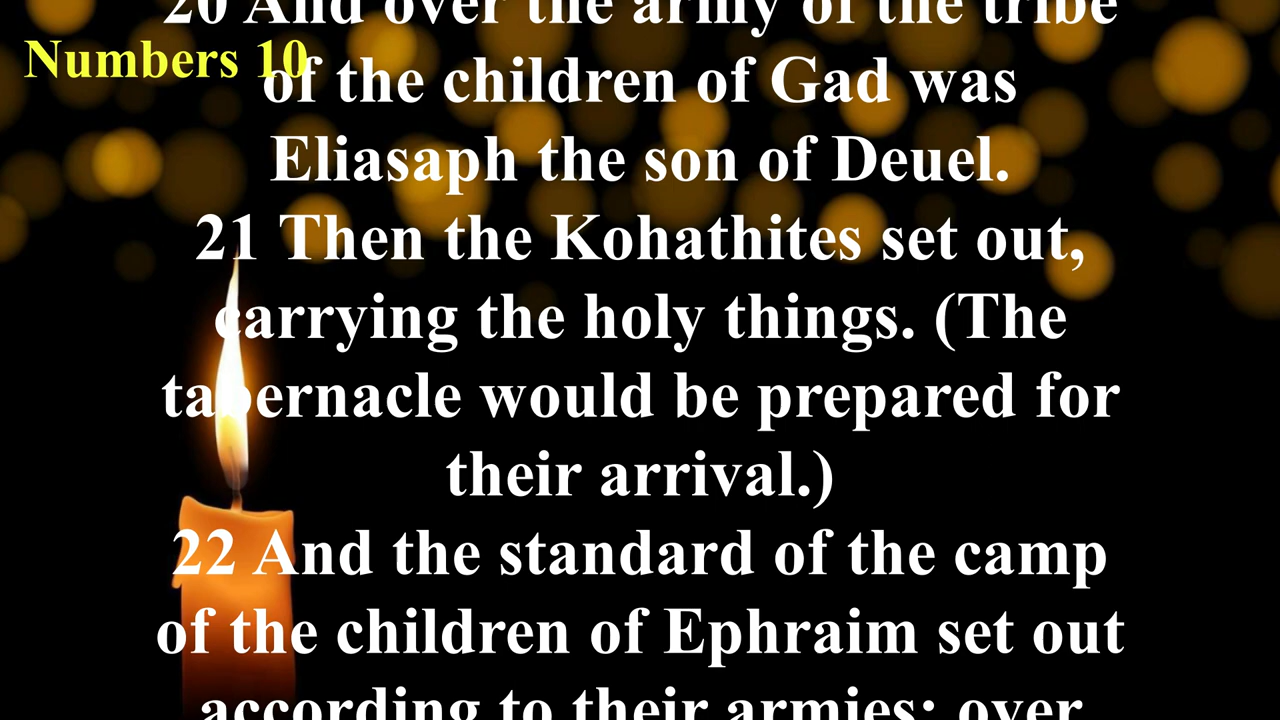 20 And over the army of the tribe
Numbers 10
of the children of Gad was
Eliasaph the son of Deuel.
21 Then the Kohathites set out,
carrying the holy things. (The
tabernacle would be prepared for
their arrival.)
22 And the standard of the camp
of the children of Ephraim set out
according to their armies; over